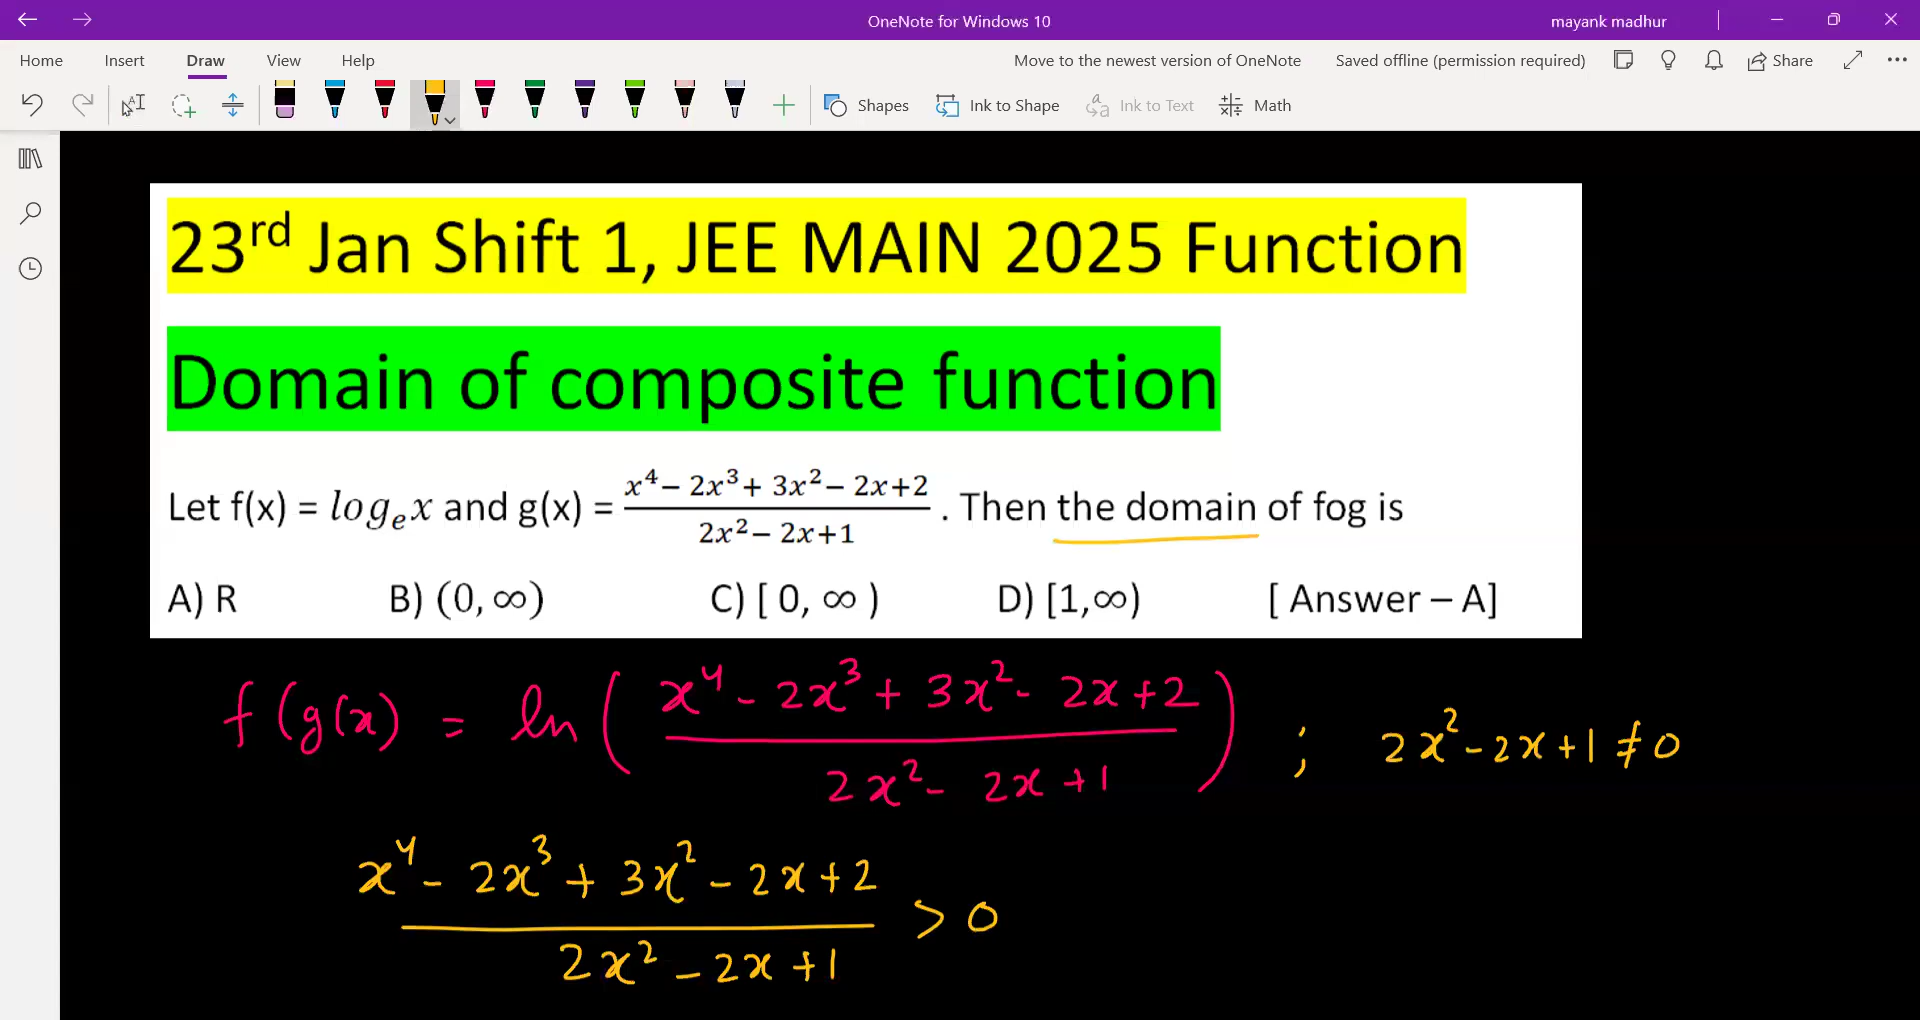 OneNote for Windows 10
mayank madhur
Home Insert Draw View Help
Move to the newest version of OneNote Saved offline (permission required) Share
Shapes Ink to Shape Ink to Text Math
23rd Jan Shift 1, JEE MAIN 2025 Function
Domain of composite function
Let f(x) = logₑx and g(x) = (x⁴ − 2x³ + 3x² − 2x+2)/(2x² − 2x+1) . Then the domain of fog is
A) R B) (0, ∞) C) [ 0, ∞ ) D) [1,∞) [ Answer – A]
f(g(x) = ln( (x⁴ - 2x³ + 3x² - 2x + 2)/(2x² - 2x + 1) ) ; 2x² - 2x + 1 ≠ 0
(x⁴ - 2x³ + 3x² - 2x + 2)/(2x² - 2x + 1) > 0